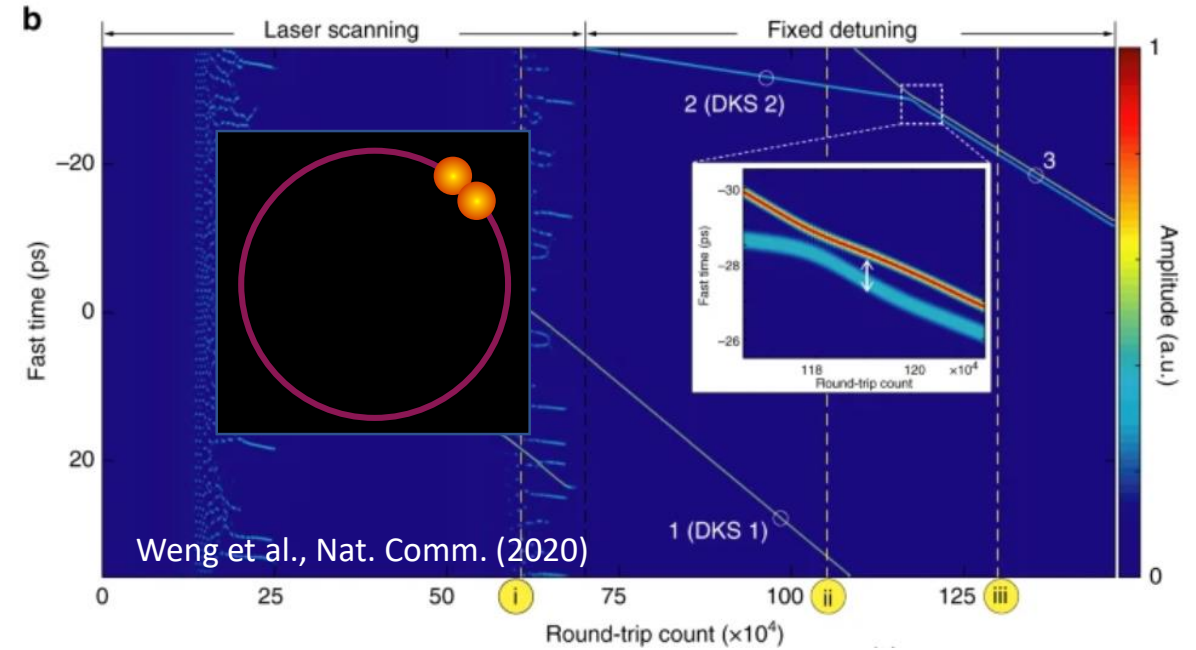 b
Laser scanning
Fixed detuning
1
2 (DKS 2)
−20
3
−30
Fast time (ps)
−28
−26
118
120
×10⁴
Round-trip count
Fast time (ps)
0
Amplitude (a.u.)
20
1 (DKS 1)
Weng et al., Nat. Comm. (2020)
0
0
25
50
i
75
100
ii
125
iii
Round-trip count (×10⁴)